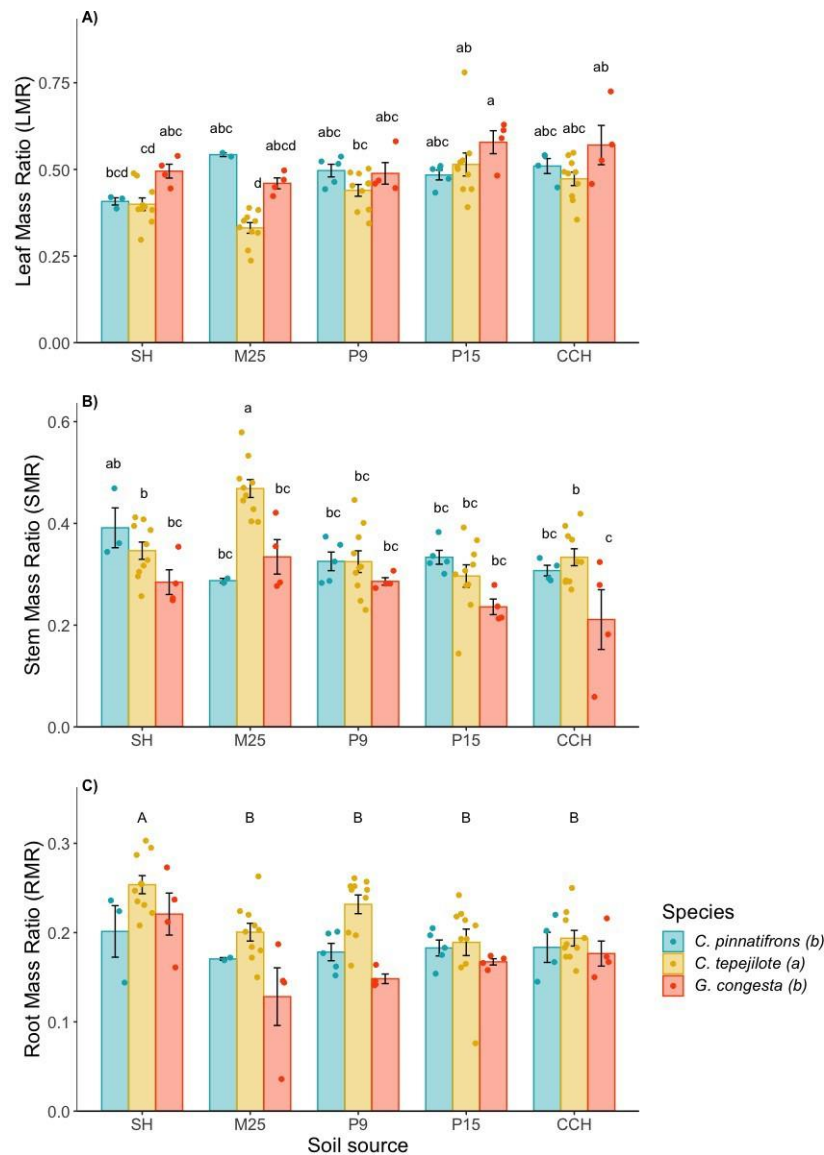 A)
Leaf Mass Ratio (LMR)
0.75
0.50
0.25
0.00
bcd cd abc
abc d abcd
abc bc abc
abc ab a
abc abc ab
SH M25 P9 P15 CCH
B)
Stem Mass Ratio (SMR)
0.6
0.4
0.2
0.0
ab b bc
bc a bc
bc bc bc
bc bc bc
bc b c
SH M25 P9 P15 CCH
C)
Root Mass Ratio (RMR)
0.3
0.2
0.1
0.0
A B B B B
SH M25 P9 P15 CCH
Soil source
Species
C. pinnatifrons (b)
C. tepejilote (a)
G. congesta (b)